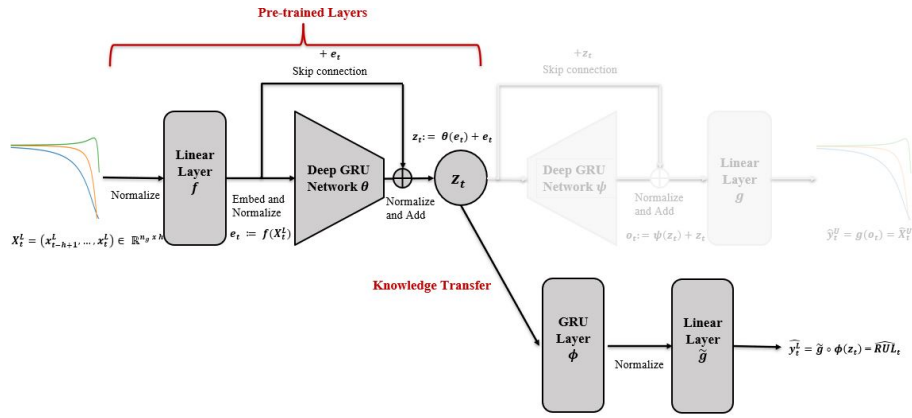 Pre-trained Layers
+ e_t
Skip connection
+z_t
Skip connection
z_t := θ(e_t) + e_t
Linear
Layer
f
Deep GRU
Network θ
z_t
Deep GRU
Network ψ
Linear
Layer
g
Normalize
Embed and
Normalize
Normalize
and Add
Normalize
and Add
X_t^L = (x_{t-h+1}^L, ..., x_t^L) ∈ ℝ^{n_g x h}
e_t := f(X_t^L)
o_t := ψ(z_t) + z_t
ŷ_t^U = g(o_t) = X̂_t^U
Knowledge Transfer
GRU
Layer
ϕ
Normalize
Linear
Layer
g̃
ŷ_t^L = g̃ ∘ ϕ(z_t) = R̂UL_t